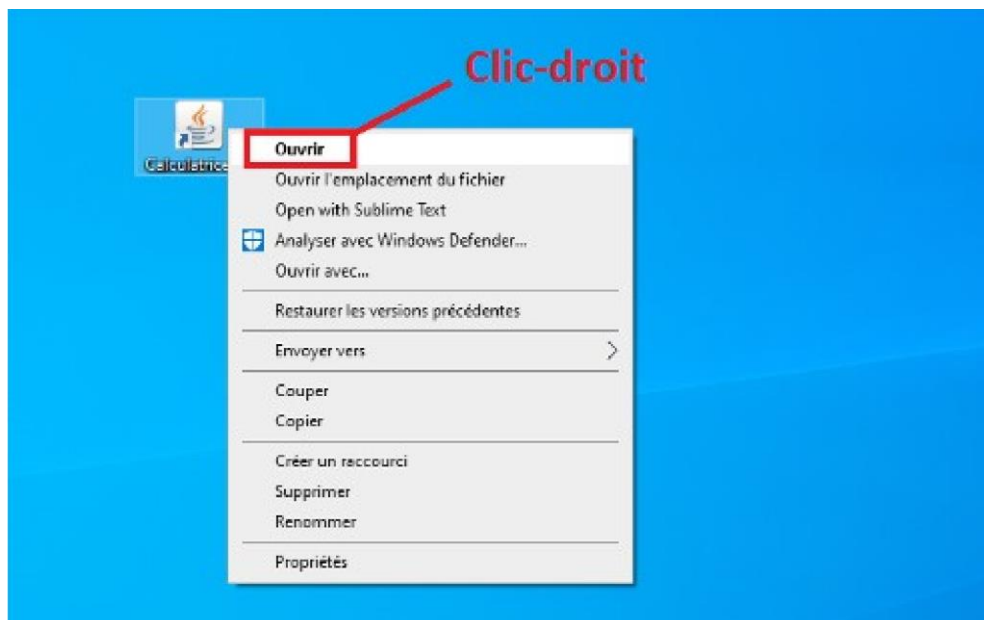 Clic-droit
Calculatrice
Ouvrir
Ouvrir l'emplacement du fichier
Open with Sublime Text
Analyser avec Windows Defender...
Ouvrir avec...
Restaurer les versions précédentes
Envoyer vers
Couper
Copier
Créer un raccourci
Supprimer
Renommer
Propriétés